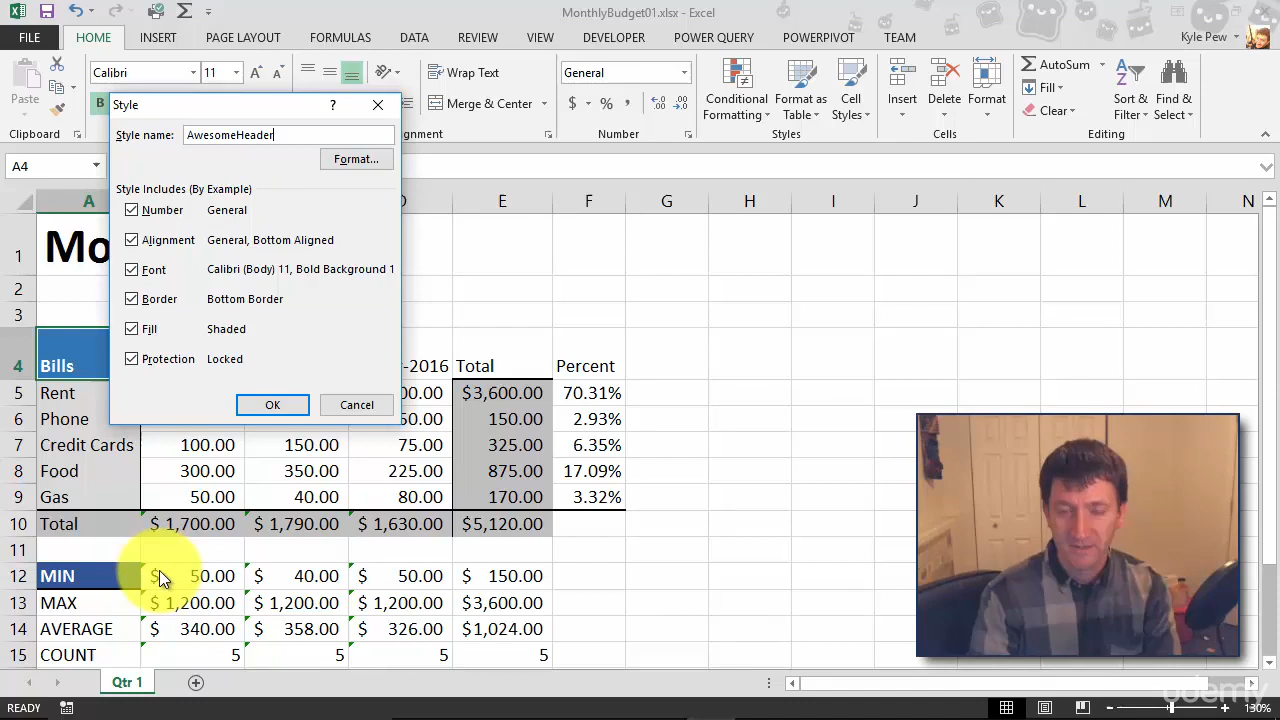 MonthlyBudget01.xlsx - Excel
FILE HOME INSERT PAGE LAYOUT FORMULAS DATA REVIEW VIEW DEVELOPER POWER QUERY POWERPIVOT TEAM Kyle Pew
Calibri 11 Wrap Text General AutoSum
Paste B Merge & Center $ % , Conditional Formatting Format as Table Cell Styles Insert Delete Format Fill Sort & Filter Find & Select
Clear
Clipboard gnment Number Styles Cells Editing
A4
Style ? 
Style name: AwesomeHeader
Format...
Style Includes (By Example)
Number General
Alignment General, Bottom Aligned
Font Calibri (Body) 11, Bold Background 1
Border Bottom Border
Fill Shaded
Protection Locked
OK Cancel
A D E F G H I J K L M N
1 Mo
2
3
4 Bills r-2016 Total Percent
5 Rent 00.00 $3,600.00 70.31%
6 Phone 50.00 150.00 2.93%
7 Credit Cards 100.00 150.00 75.00 325.00 6.35%
8 Food 300.00 350.00 225.00 875.00 17.09%
9 Gas 50.00 40.00 80.00 170.00 3.32%
10 Total $ 1,700.00 $ 1,790.00 $ 1,630.00 $5,120.00
11
12 MIN $ 50.00 $ 40.00 $ 50.00 $ 150.00
13 MAX $ 1,200.00 $ 1,200.00 $ 1,200.00 $3,600.00
14 AVERAGE $ 340.00 $ 358.00 $ 326.00 $1,024.00
15 COUNT 5 5 5 5
Qtr 1
READY 130%
udemy